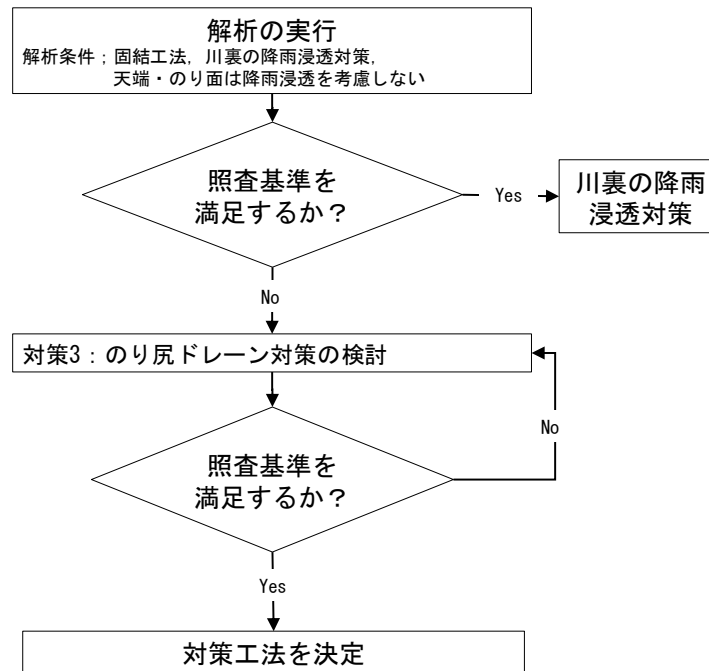 解析の実行
解析条件；固結工法，川裏の降雨浸透対策，
天端・のり面は降雨浸透を考慮しない
照査基準を
満足するか？
Yes
川裏の降雨
浸透対策
No
対策3：のり尻ドレーン対策の検討
No
照査基準を
満足するか？
Yes
対策工法を決定